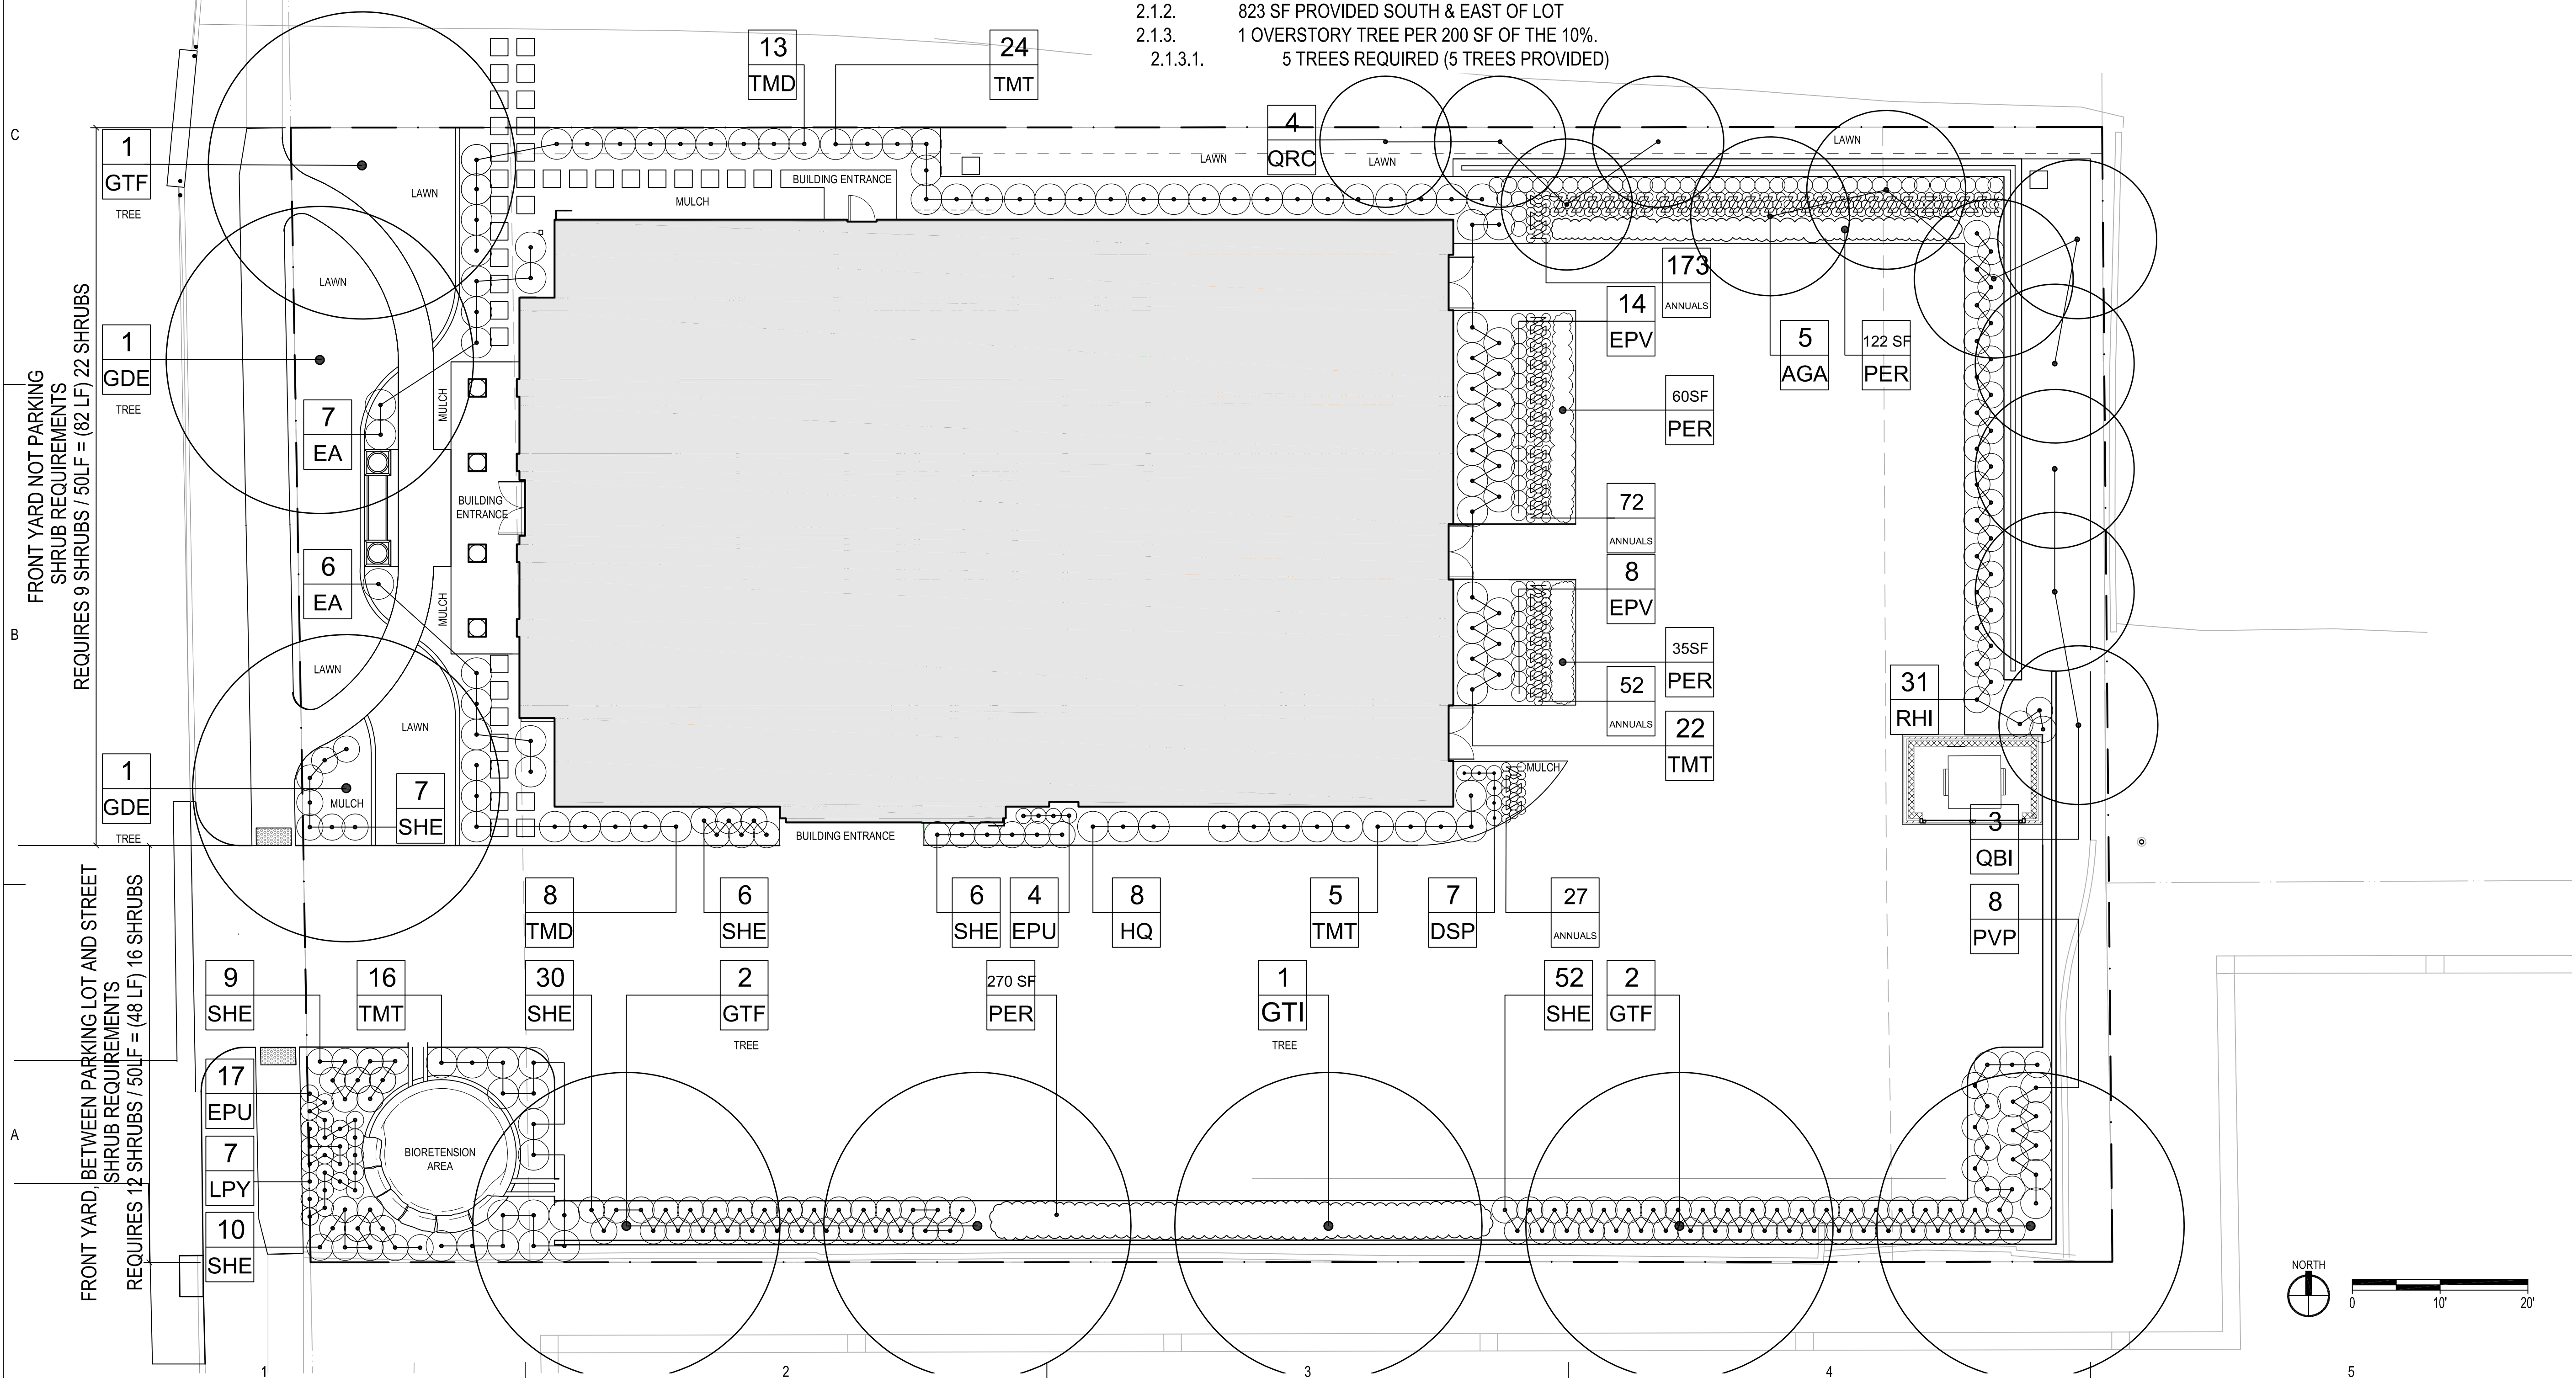 2.1.2. 823 SF PROVIDED SOUTH & EAST OF LOT
2.1.3. 1 OVERSTORY TREE PER 200 SF OF THE 10%.
2.1.3.1. 5 TREES REQUIRED (5 TREES PROVIDED)
13
TMD
24
TMT
4
QRC
C
1
GTF
TREE
LAWN
LAWN
LAWN
LAWN
BUILDING ENTRANCE
MULCH
LAWN
173
ANNUALS
14
EPV
5
AGA
122 SF
PER
1
GDE
TREE
FRONT YARD NOT PARKING
SHRUB REQUIREMENTS
REQUIRES 9 SHRUBS / 50LF = (82 LF) 22 SHRUBS
7
EA
MULCH
60SF
PER
BUILDING
ENTRANCE
72
ANNUALS
6
EA
MULCH
8
EPV
B
LAWN
35SF
PER
52
ANNUALS
31
RHI
LAWN
22
TMT
1
GDE
TREE
MULCH
7
SHE
MULCH
BUILDING ENTRANCE
3
QBI
8
TMD
6
SHE
6
SHE
4
EPU
8
HQ
5
TMT
7
DSP
27
ANNUALS
8
PVP
FRONT YARD, BETWEEN PARKING LOT AND STREET
SHRUB REQUIREMENTS
REQUIRES 12 SHRUBS / 50LF = (48 LF) 16 SHRUBS
9
SHE
16
TMT
30
SHE
2
GTF
TREE
270 SF
PER
1
GTI
TREE
52
SHE
2
GTF
17
EPU
A
7
LPY
BIORETENSION
AREA
10
SHE
NORTH
0 10' 20'
1 2 3 4 5